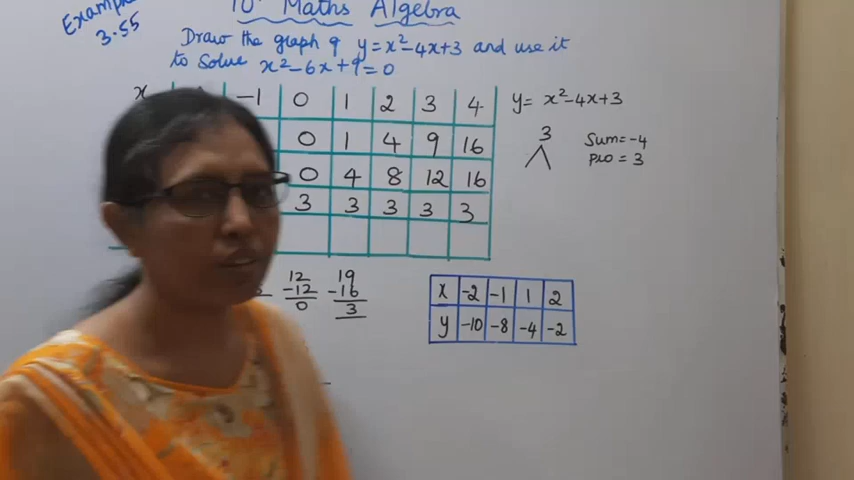 Example 3.55
10th Maths Algebra
Draw the graph of y = x²-4x+3 and use it
to solve x²-6x+9=0
x -1 0 1 2 3 4
0 1 4 9 16
0 4 8 12 16
3 3 3 3 3
y = x²-4x+3
3
Sum=-4
pro = 3
12 19
-12 -16
0 3
x -2 -1 1 2
y -10 -8 -4 -2